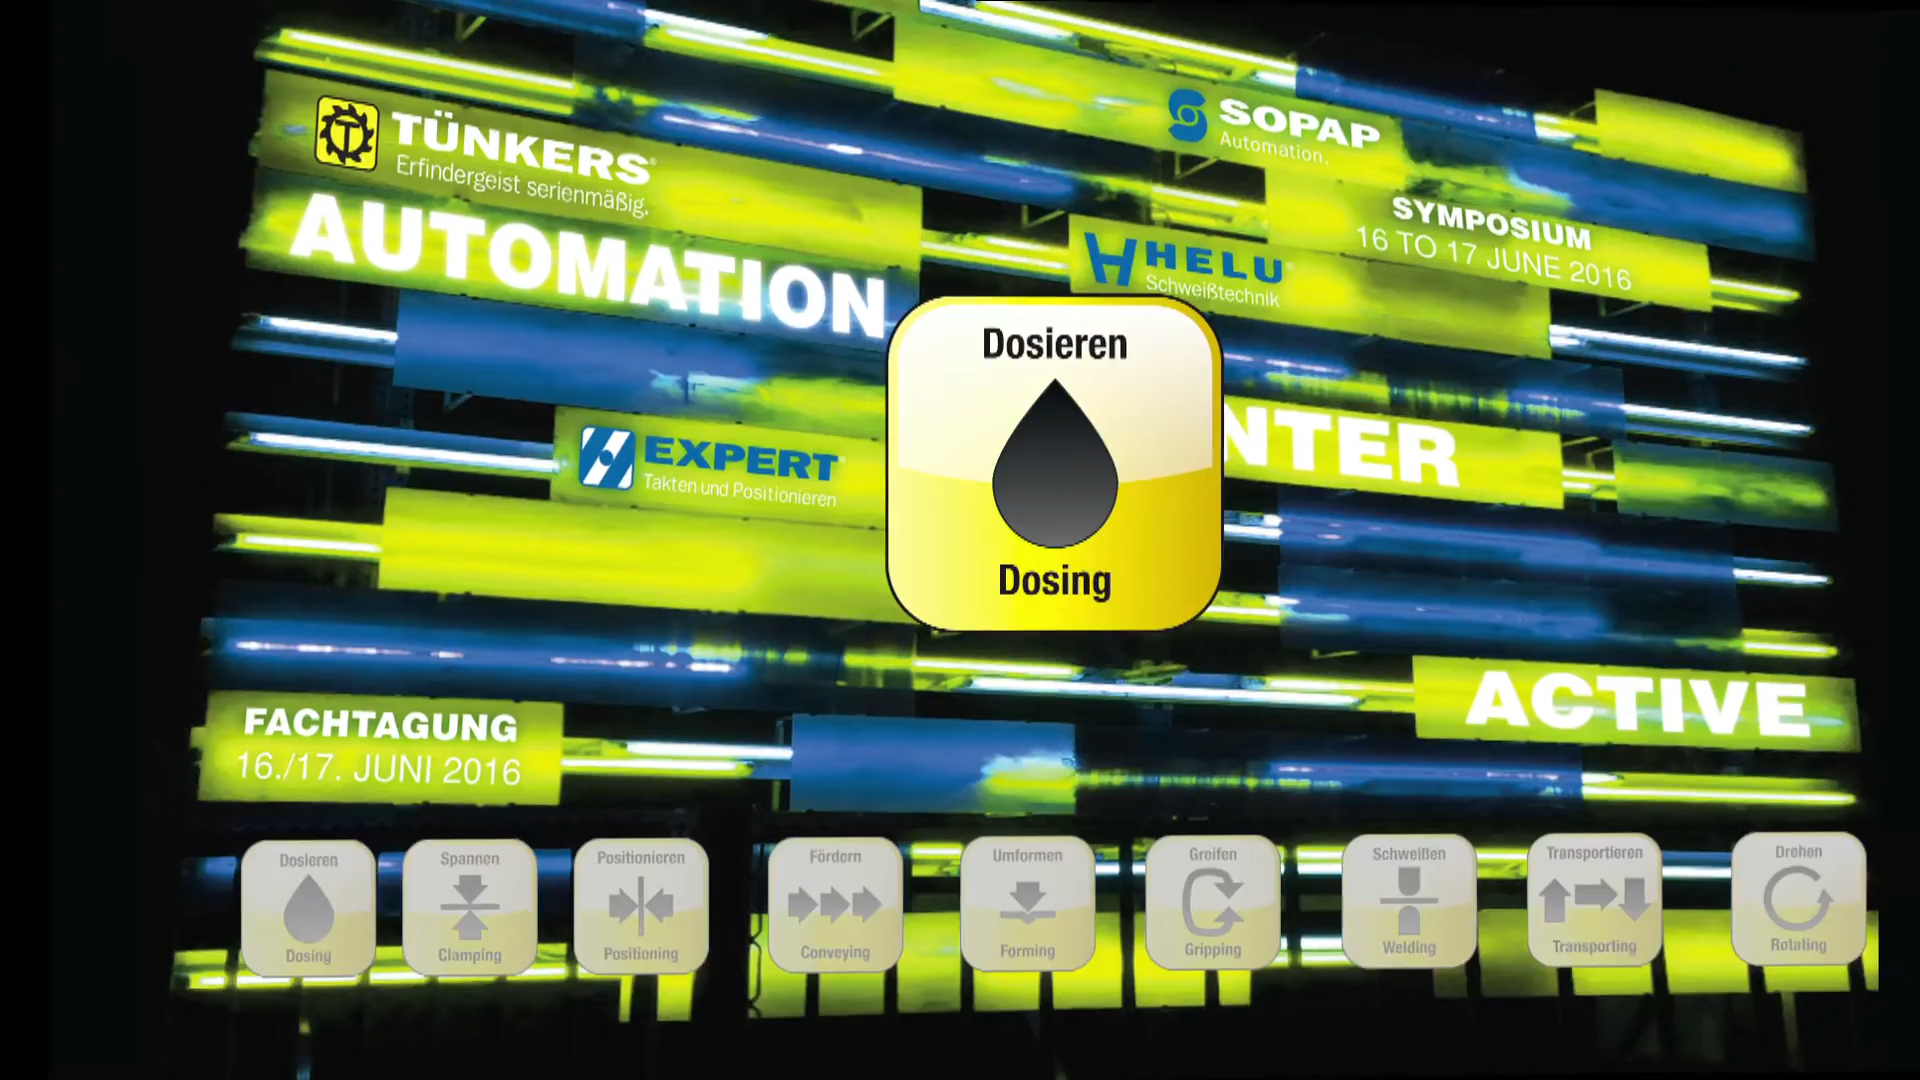 TÜNKERS®
Erfindergeist serienmäßig.
SOPAP
Automation.
AUTOMATION
SYMPOSIUM
16 TO 17 JUNE 2016
HELU®
Schweißtechnik
Dosieren
Dosing
EXPERT®
Takten und Positionieren
NTER
ACTIVE
FACHTAGUNG
16./17. JUNI 2016
Dosieren
Dosing
Spannen
Clamping
Positionieren
Positioning
Fördern
Conveying
Umformen
Forming
Greifen
Gripping
Schweißen
Welding
Transportieren
Transporting
Drehen
Rotating